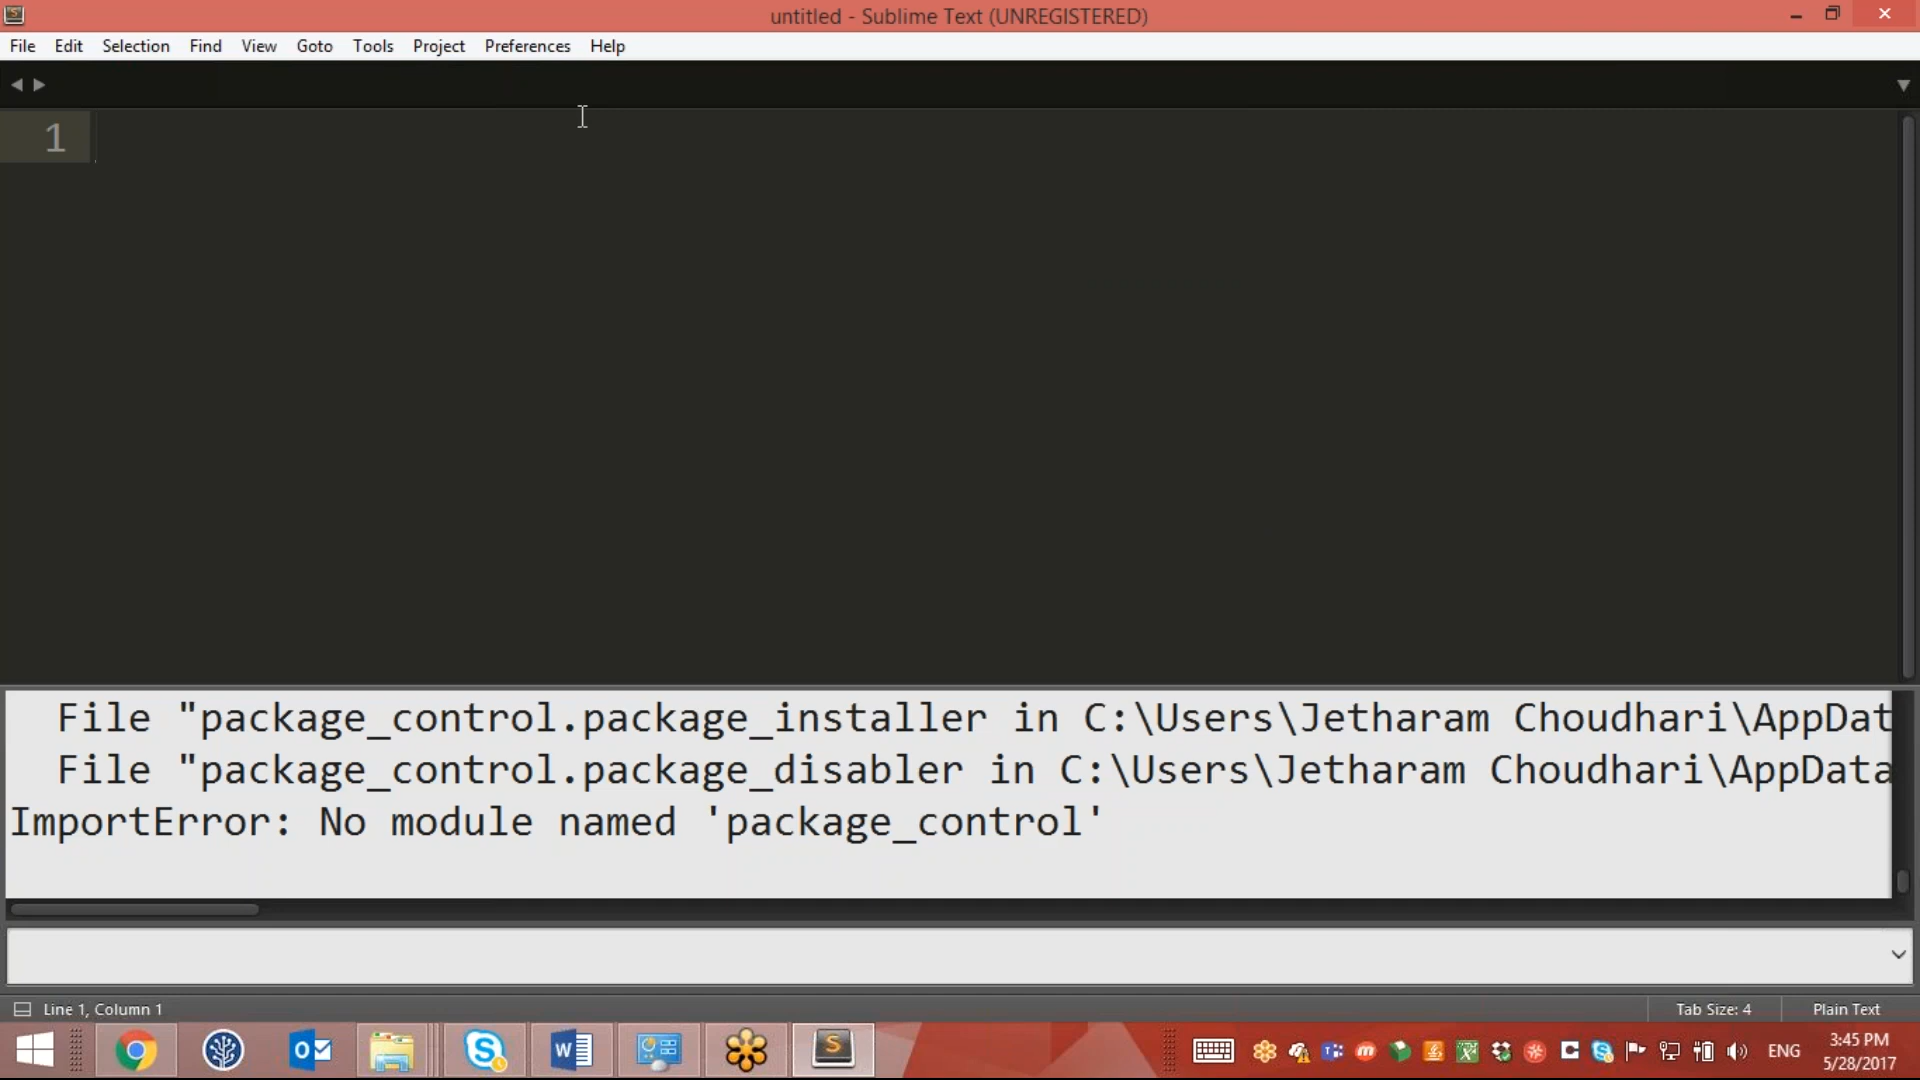 untitled - Sublime Text (UNREGISTERED)
File Edit Selection Find View Goto Tools Project Preferences Help
1
File "package_control.package_installer in C:\Users\Jetharam Choudhari\AppDat
File "package_control.package_disabler in C:\Users\Jetharam Choudhari\AppData
ImportError: No module named 'package_control'
Line 1, Column 1 Tab Size: 4 Plain Text
ENG 3:45 PM
5/28/2017